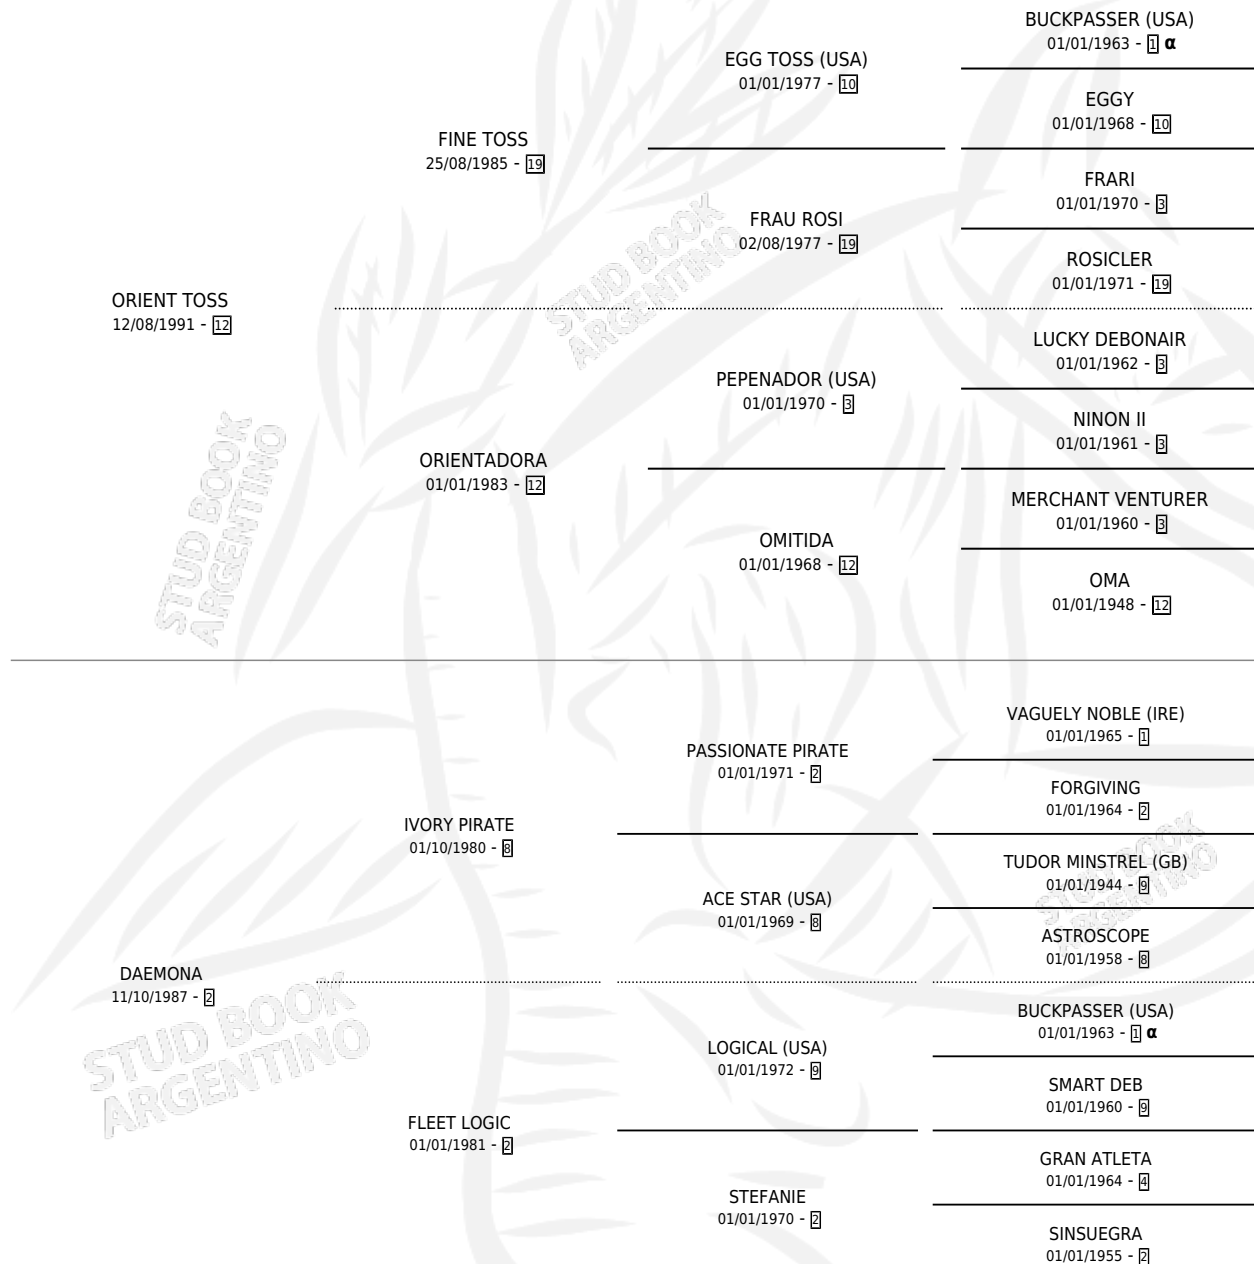 BUCKPASSER (USA)
01/01/1963 - 1 α
EGG TOSS (USA)
01/01/1977 - 10
EGGY
01/01/1968 - 10
FINE TOSS
25/08/1985 - 19
FRARI
01/01/1970 - 3
FRAU ROSI
02/08/1977 - 19
ROSICLER
01/01/1971 - 19
ORIENT TOSS
12/08/1991 - 12
LUCKY DEBONAIR
01/01/1962 - 3
PEPENADOR (USA)
01/01/1970 - 3
NINON II
01/01/1961 - 3
ORIENTADORA
01/01/1983 - 12
MERCHANT VENTURER
01/01/1960 - 3
OMITIDA
01/01/1968 - 12
OMA
01/01/1948 - 12
VAGUELY NOBLE (IRE)
01/01/1965 - 1
PASSIONATE PIRATE
01/01/1971 - 2
FORGIVING
01/01/1964 - 2
IVORY PIRATE
01/10/1980 - 8
TUDOR MINSTREL (GB)
01/01/1944 - 9
ACE STAR (USA)
01/01/1969 - 8
ASTROSCOPE
01/01/1958 - 8
DAEMONA
11/10/1987 - 2
BUCKPASSER (USA)
01/01/1963 - 1 α
LOGICAL (USA)
01/01/1972 - 9
SMART DEB
01/01/1960 - 9
FLEET LOGIC
01/01/1981 - 2
GRAN ATLETA
01/01/1964 - 4
STEFANIE
01/01/1970 - 2
SINSUEGRA
01/01/1955 - 2
STUD BOOK
ARGENTINO
STUD BOOK
ARGENTINO
STUD BOOK
ARGENTINO
STUD BOOK
ARGENTINO